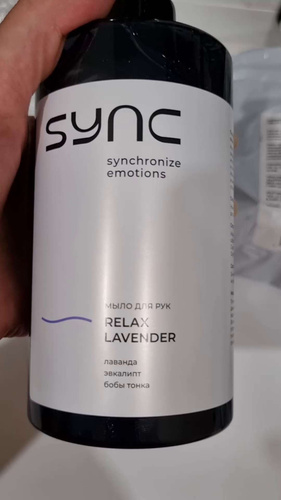 sync
synchronize
emotions
МЫЛО ДЛЯ РУК
RELAX
LAVENDER
лаванда
эвкалипт
бобы тонка